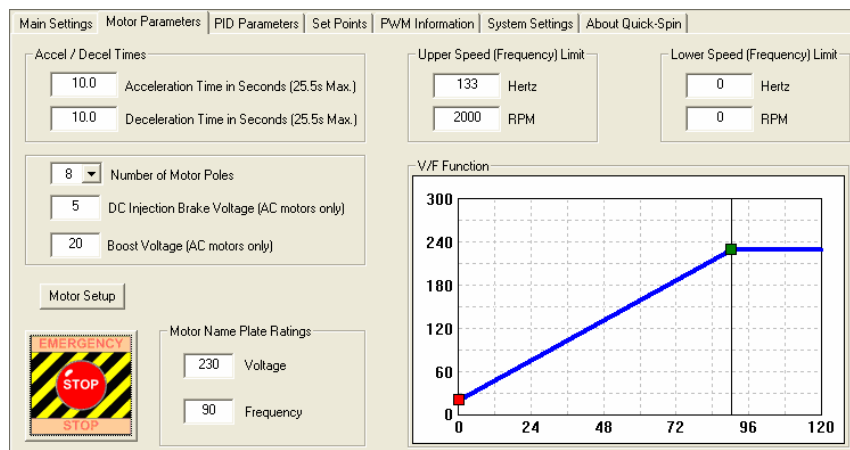 Main Settings Motor Parameters PID Parameters Set Points PWM Information System Settings About Quick-Spin
Accel / Decel Times
10.0 Acceleration Time in Seconds (25.5s Max.)
10.0 Deceleration Time in Seconds (25.5s Max.)
Upper Speed (Frequency) Limit
133 Hertz
2000 RPM
Lower Speed (Frequency) Limit
0 Hertz
0 RPM
8 Number of Motor Poles
5 DC Injection Brake Voltage (AC motors only)
20 Boost Voltage (AC motors only)
Motor Setup
EMERGENCY
STOP
STOP
Motor Name Plate Ratings
230 Voltage
90 Frequency
V/F Function
300
240
180
120
60
0
0 24 48 72 96 120